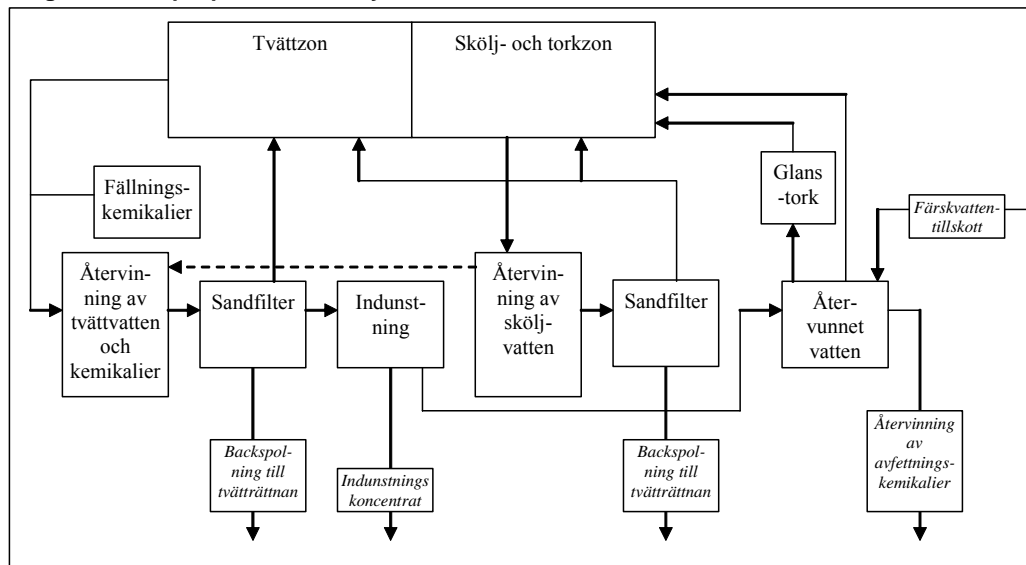 Tvättzon
Skölj- och torkzon
Fällnings-
kemikalier
Glans
-tork
Färskvatten-
tillskott
Återvin-
ning av
tvättvatten
och
kemikalier
Sandfilter
Indunst-
ning
Återvin-
ning av
skölj-
vatten
Sandfilter
Åter-
vunnet
vatten
Backspol-
ning till
tvätträttnan
Indunstnings
koncentrat
Backspol-
ning till
tvätträttnan
Återvinning
av
avfettnings-
kemikalier